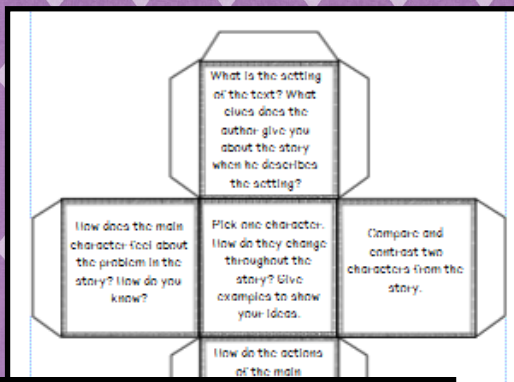 What is the setting
of the text? What
clues does the
author give you
about the story
when he describes
the setting?
How does the main
character feel about
the problem in the
story? How do you
know?
Pick one character.
How do they change
throughout the
story? Give
examples to show
your ideas.
Compare and
contrast two
characters from the
story.
How do the actions
of the main